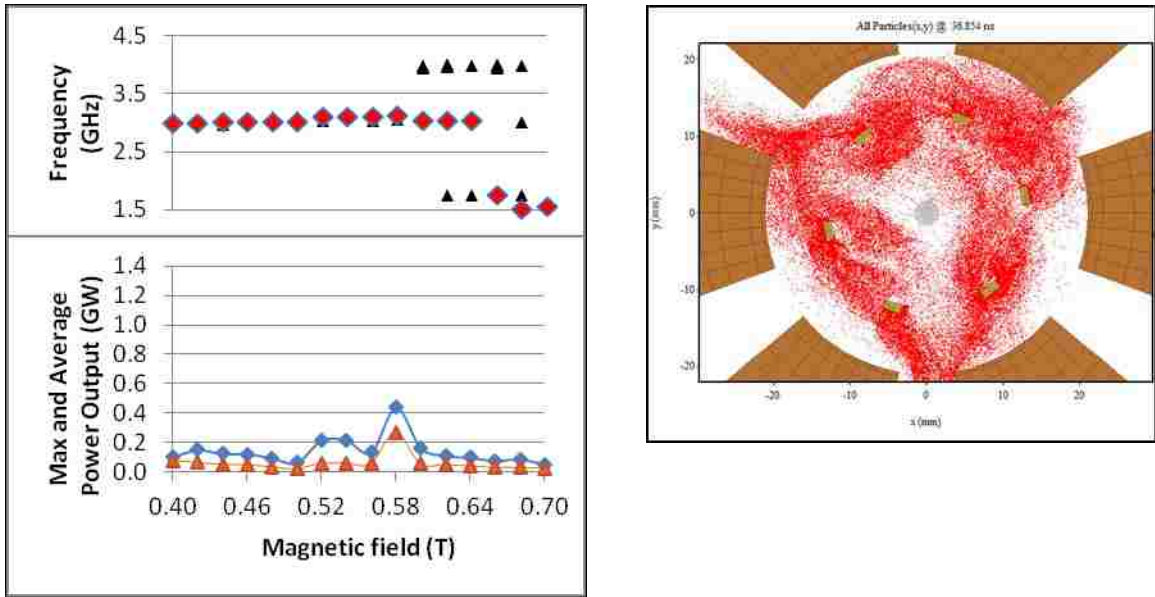 4.5
3.5
2.5
1.5
Frequency
(GHz)
1.4
1.2
1.0
0.8
0.6
0.4
0.2
0.0
Max and Average
Power Output (GW)
0.40 0.46 0.52 0.58 0.64 0.70
Magnetic field (T)
All Particles(x,y) @ 36.854 ns
20
10
0
-10
-20
y (mm)
-20 -10 0 10 20
x (mm)